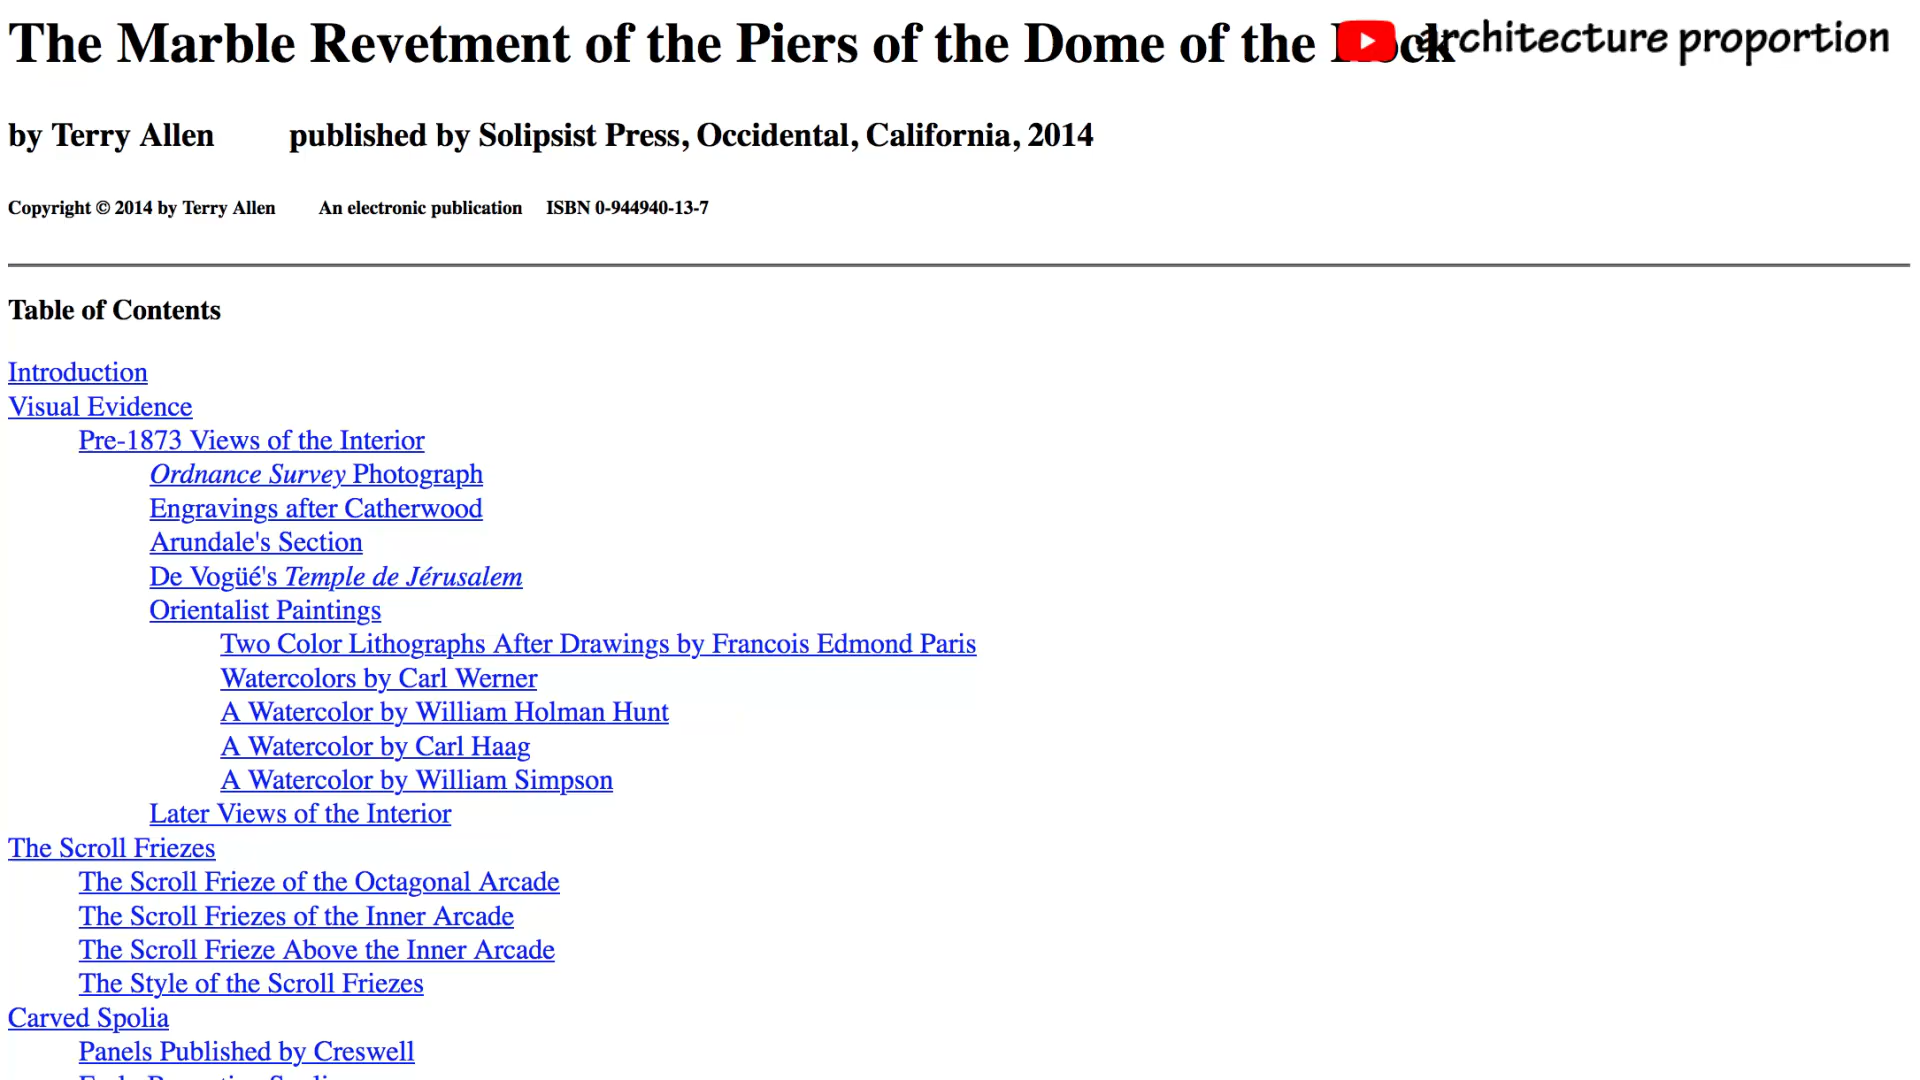 The Marble Revetment of the Piers of the Dome of the Rock
architecture proportion
by Terry Allen published by Solipsist Press, Occidental, California, 2014
Copyright © 2014 by Terry Allen An electronic publication ISBN 0-944940-13-7
Table of Contents
Introduction
Visual Evidence
Pre-1873 Views of the Interior
Ordnance Survey Photograph
Engravings after Catherwood
Arundale's Section
De Vogüé's Temple de Jérusalem
Orientalist Paintings
Two Color Lithographs After Drawings by Francois Edmond Paris
Watercolors by Carl Werner
A Watercolor by William Holman Hunt
A Watercolor by Carl Haag
A Watercolor by William Simpson
Later Views of the Interior
The Scroll Friezes
The Scroll Frieze of the Octagonal Arcade
The Scroll Friezes of the Inner Arcade
The Scroll Frieze Above the Inner Arcade
The Style of the Scroll Friezes
Carved Spolia
Panels Published by Creswell